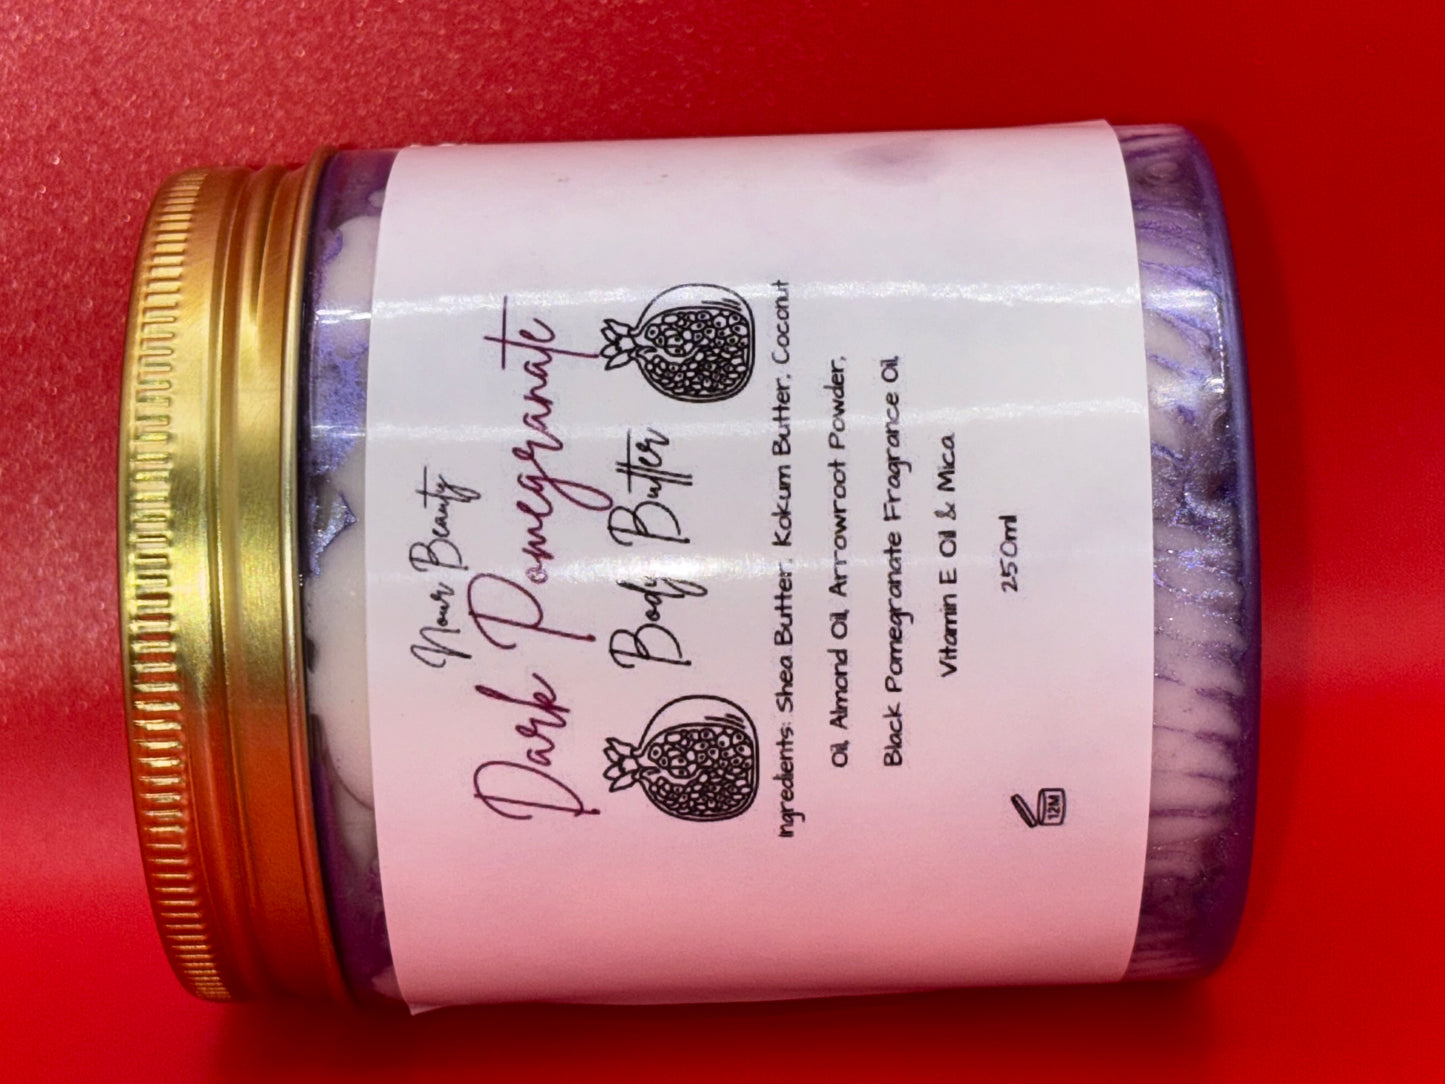 Nour Beauty
Dark Pomegranate
Body Butter
Ingredients: Shea Butter, Kokum Butter, Coconut
Oil, Almond Oil, Arrowroot Powder,
Black Pomegranate Fragrance Oil,
Vitamin E Oil & Mica
250ml
12M